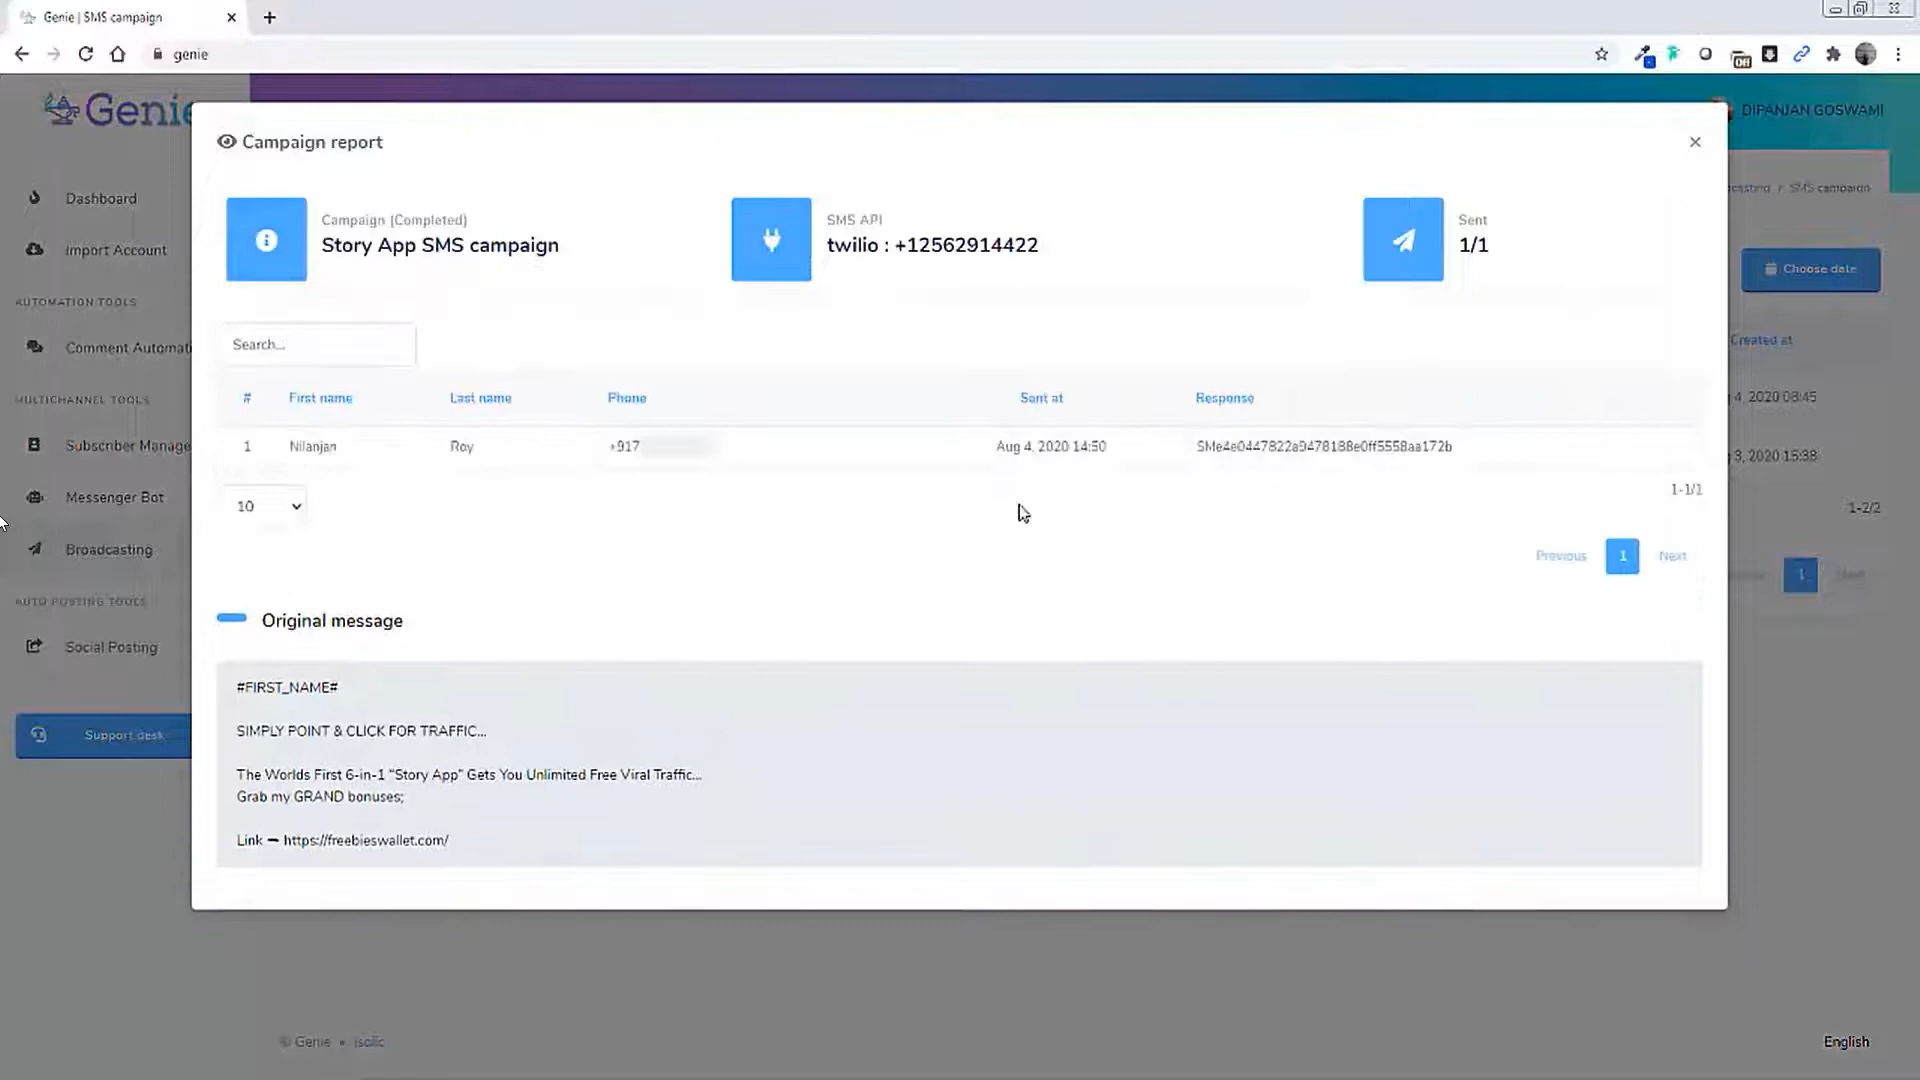 Genie | SMS campaign
genie
Off
Genie
DIPANJAN GOSWAMI
Campaign report
SMS campaign
Dashboard
Campaign (Completed)
SMS API
Sent
Story App SMS campaign
twilio : +12562914422
1/1
Import Account
Choose date
AUTOMATION TOOLS
Search...
Created at
Comment Automati
# First name Last name Phone Sent at Response
MULTICHANNEL TOOLS
4, 2020 08:45
Subscriber Manage
1 Nilanjan Roy +917 Aug 4, 2020 14:50 SMe4e0447822a9478188e0ff5558aa172b
3, 2020 15:38
Messenger Bot
10
1-1/1
1-2/2
Broadcasting
Previous 1 Next
1
AUTO POSTING TOOLS
Original message
Social Posting
#FIRST_NAME#
SIMPLY POINT & CLICK FOR TRAFFIC...
Support desk
The Worlds First 6-in-1 "Story App" Gets You Unlimited Free Viral Traffic...
Grab my GRAND bonuses;
Link — https://freebieswallet.com/
© Genie • isolic
English